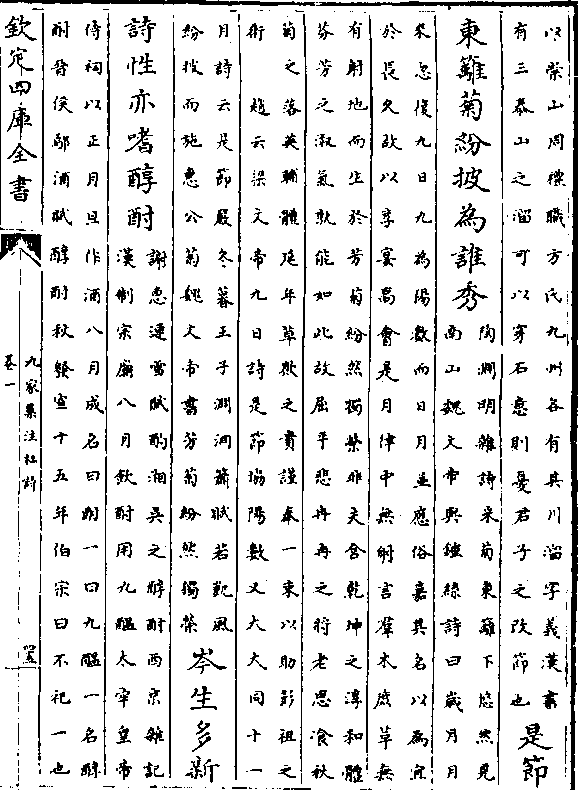 以崇山周禮職方氏九州各有其川溜字義漢書
有三泰山之溜可以穿石意則憂君子之改節也
是節
東籬菊紛披為誰秀
陶淵明雜詩采菊東籬下悠然見
南山魏文帝與鍾繇詩曰歲月月
來忽復九日九為陽數而日月並應俗嘉其名以為宜
於長久故以享宴高會是月律中無射言羣木庶草無
有射地而生於芳菊紛然獨榮非夫含乾坤之淳和體
芬芳之淑氣孰能如此故屈平悲冉冉之將老思飡秋
菊之落英輔體延年莫斯之貴謹奉一束以助彭祖之
術 趙云梁文帝九日詩是節協陽數又大大同十一
月詩云是節嚴冬暮王子淵洞簫賦若凱風
紛披而施惠公菊魏文帝書芳菊紛然獨榮
岑生多新
詩性亦嗜醇酎
謝惠連雪賦酌湘吳之醇酎西京雜記
漢制宗廟八月飲酎用九醞太宰皇帝
侍祠以正月旦作酒八月成名曰酎一曰九醞一名醇
酎晉侯鄒酒賦醇酎秋發宣十五年伯宗曰不祀一也
欽定四庫全書
九家集注杜詩
卷一
四五